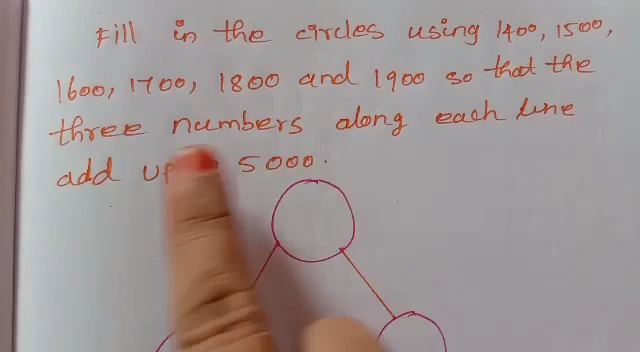 Fill in the circles using 1400, 1500,
1600, 1700, 1800 and 1900 so that the
three numbers along each line
add up 5000.